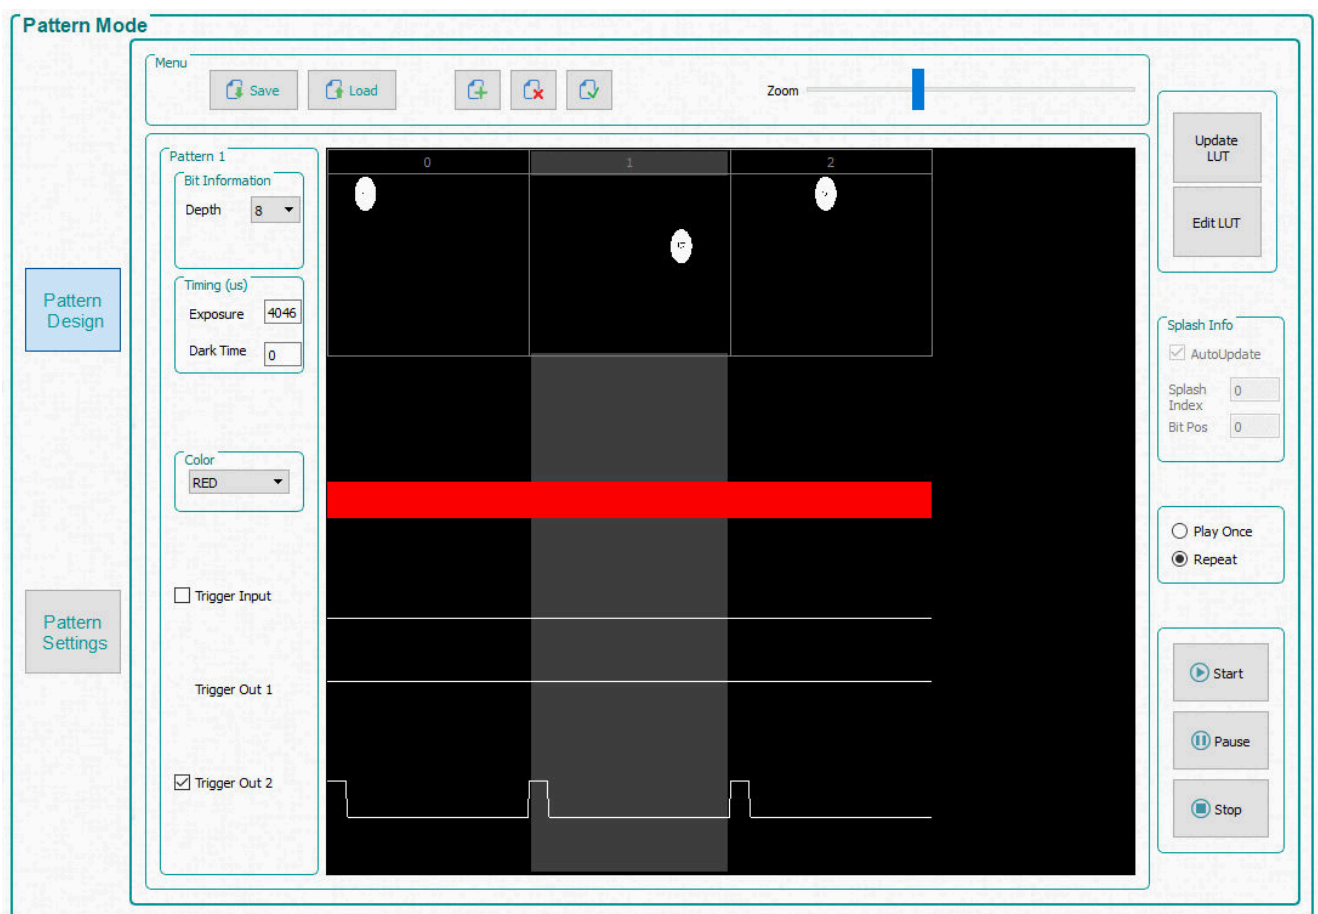 Pattern Mode
Menu
Save
Load
Zoom
Pattern 1
Bit Information
Depth 8
Timing (us)
Exposure 4046
Dark Time 0
Color
RED
Trigger Input
Trigger Out 1
Trigger Out 2
0 1 2
Pattern
Design
Pattern
Settings
Update
LUT
Edit LUT
Splash Info
AutoUpdate
Splash
Index
0
Bit Pos 0
Play Once
Repeat
Start
Pause
Stop